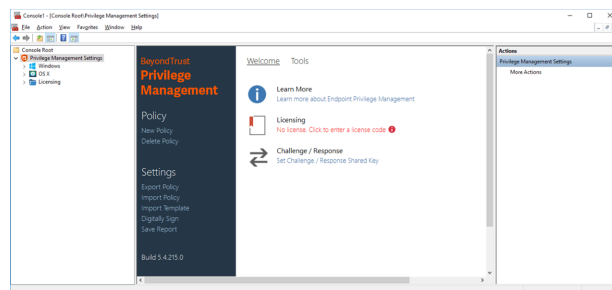 Console1 - [Console Root\Privilege Management Settings]
File Action View Favorites Window Help
Console Root
Privilege Management Settings
Windows
OS X
Licensing
BeyondTrust
Privilege
Management
Policy
New Policy
Delete Policy
Settings
Export Policy
Import Policy
Import Template
Digitally Sign
Save Report
Build 5.4.215.0
Welcome Tools
Learn More
Learn more about Endpoint Privilege Management
Licensing
No license. Click to enter a license code
Challenge / Response
Set Challenge / Response Shared Key
Actions
Privilege Management Settings
More Actions